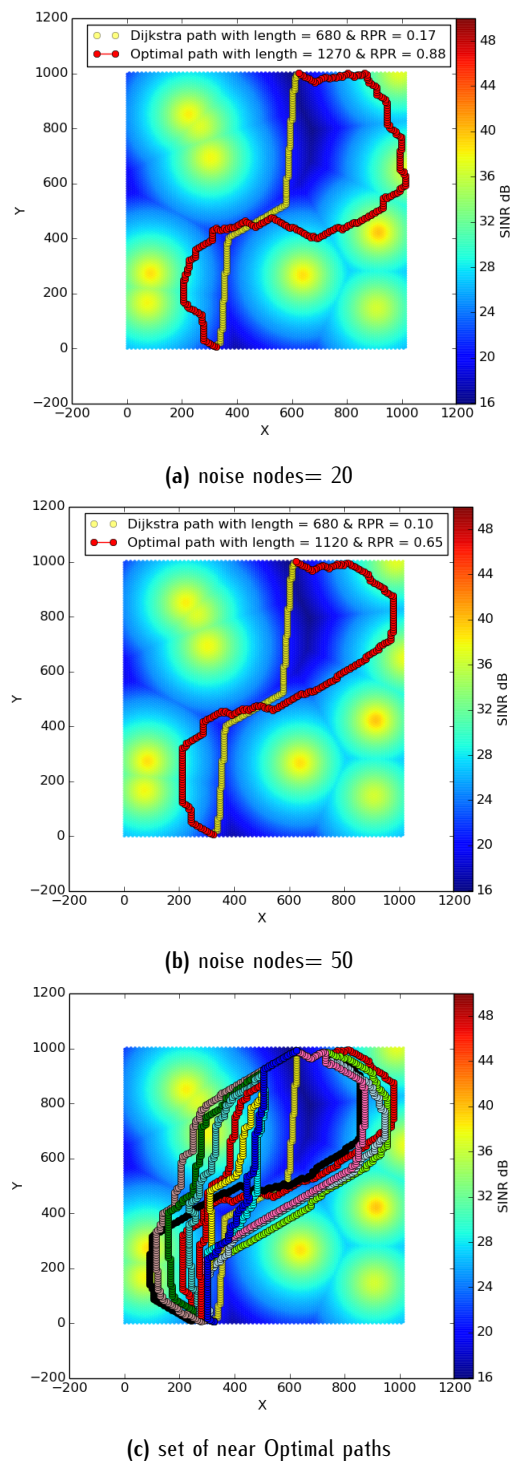 Dijkstra path with length = 680 & RPR = 0.17
Optimal path with length = 1270 & RPR = 0.88
1200
1000
800
600
400
200
0
−200
Y
−200 0 200 400 600 800 1000 1200
X
48
44
40
36
32
28
24
20
16
SINR dB
(a) noise nodes= 20
Dijkstra path with length = 680 & RPR = 0.10
Optimal path with length = 1120 & RPR = 0.65
1200
1000
800
600
400
200
0
−200
Y
−200 0 200 400 600 800 1000 1200
X
48
44
40
36
32
28
24
20
16
SINR dB
(b) noise nodes= 50
1200
1000
800
600
400
200
0
−200
Y
−200 0 200 400 600 800 1000 1200
X
48
44
40
36
32
28
24
20
16
SINR dB
(c) set of near Optimal paths